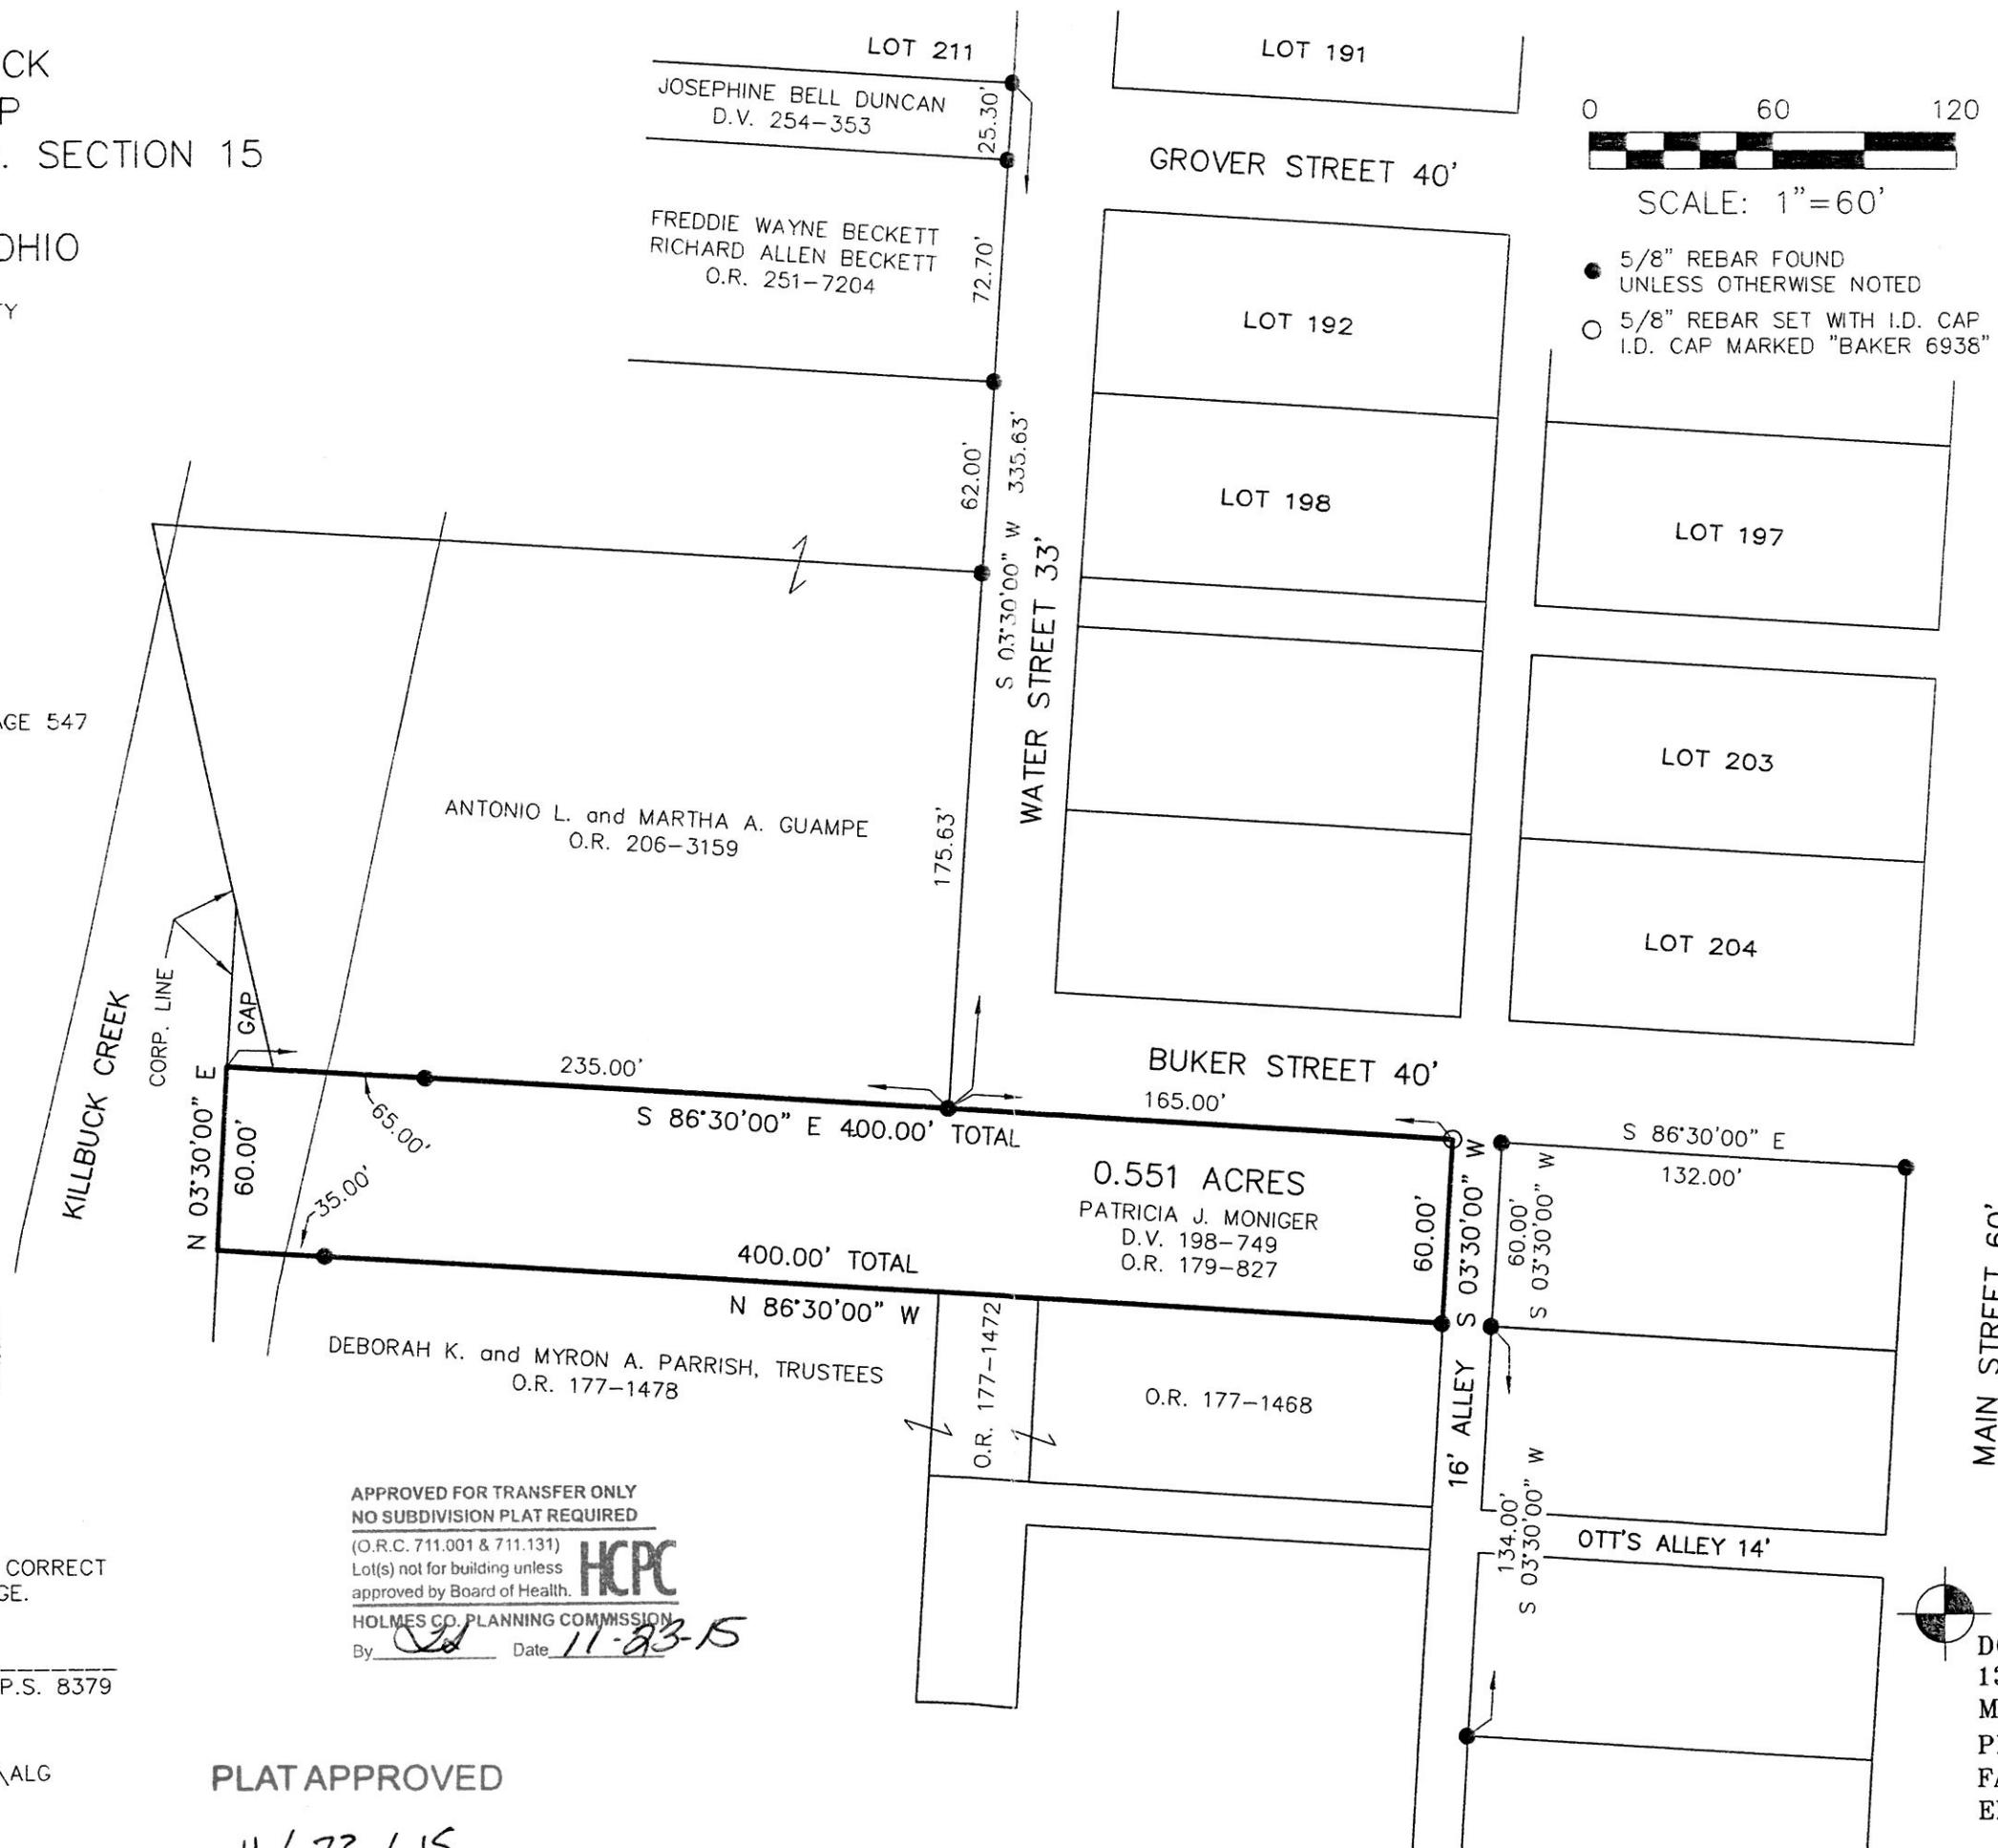 CK
P
. SECTION 15
OHIO
TY
AGE 547
LOT 211
JOSEPHINE BELL DUNCAN
D.V. 254-353
25.30'
FREDDIE WAYNE BECKETT
RICHARD ALLEN BECKETT
O.R. 251-7204
72.70'
62.00'
S 03°30'00" W 335.63'
WATER STREET 33'
175.63'
LOT 191
GROVER STREET 40'
LOT 192
LOT 198
0 60 120
SCALE: 1"=60'
5/8" REBAR FOUND
UNLESS OTHERWISE NOTED
5/8" REBAR SET WITH I.D. CAP
I.D. CAP MARKED "BAKER 6938"
LOT 197
LOT 203
LOT 204
ANTONIO L. and MARTHA A. GUAMPE
O.R. 206-3159
KILLBUCK CREEK
CORP. LINE
GAP
N 03°30'00" E
60.00'
65.00'
35.00'
235.00'
S 86°30'00" E 400.00' TOTAL
BUKER STREET 40'
165.00'
0.551 ACRES
PATRICIA J. MONIGER
D.V. 198-749
O.R. 179-827
60.00'
S 03°30'00" W
60.00'
S 03°30'00" W
S 86°30'00" E
132.00'
MAIN STREET 60'
400.00' TOTAL
N 86°30'00" W
DEBORAH K. and MYRON A. PARRISH, TRUSTEES
O.R. 177-1478
O.R. 177-1472
O.R. 177-1468
16' ALLEY
134.00'
S 03°30'00" W
OTT'S ALLEY 14'
APPROVED FOR TRANSFER ONLY
NO SUBDIVISION PLAT REQUIRED
(O.R.C. 711.001 & 711.131)
Lot(s) not for building unless
approved by Board of Health.
HCPC
HOLMES CO. PLANNING COMMISSION
By Date 11-23-15
CORRECT
GE.
P.S. 8379
\ALG
PLAT APPROVED
11/23/15
D
13
M
P
FA
E